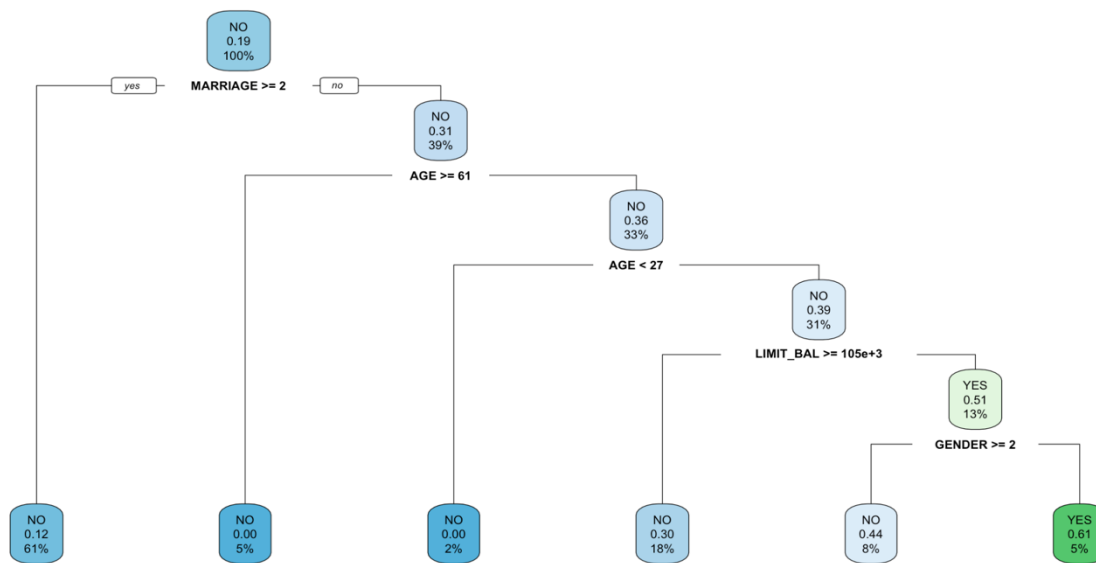 NO
0.19
100%
yes
MARRIAGE >= 2
no
NO
0.31
39%
AGE >= 61
NO
0.36
33%
AGE < 27
NO
0.39
31%
LIMIT_BAL >= 105e+3
YES
0.51
13%
GENDER >= 2
NO
0.12
61%
NO
0.00
5%
NO
0.00
2%
NO
0.30
18%
NO
0.44
8%
YES
0.61
5%